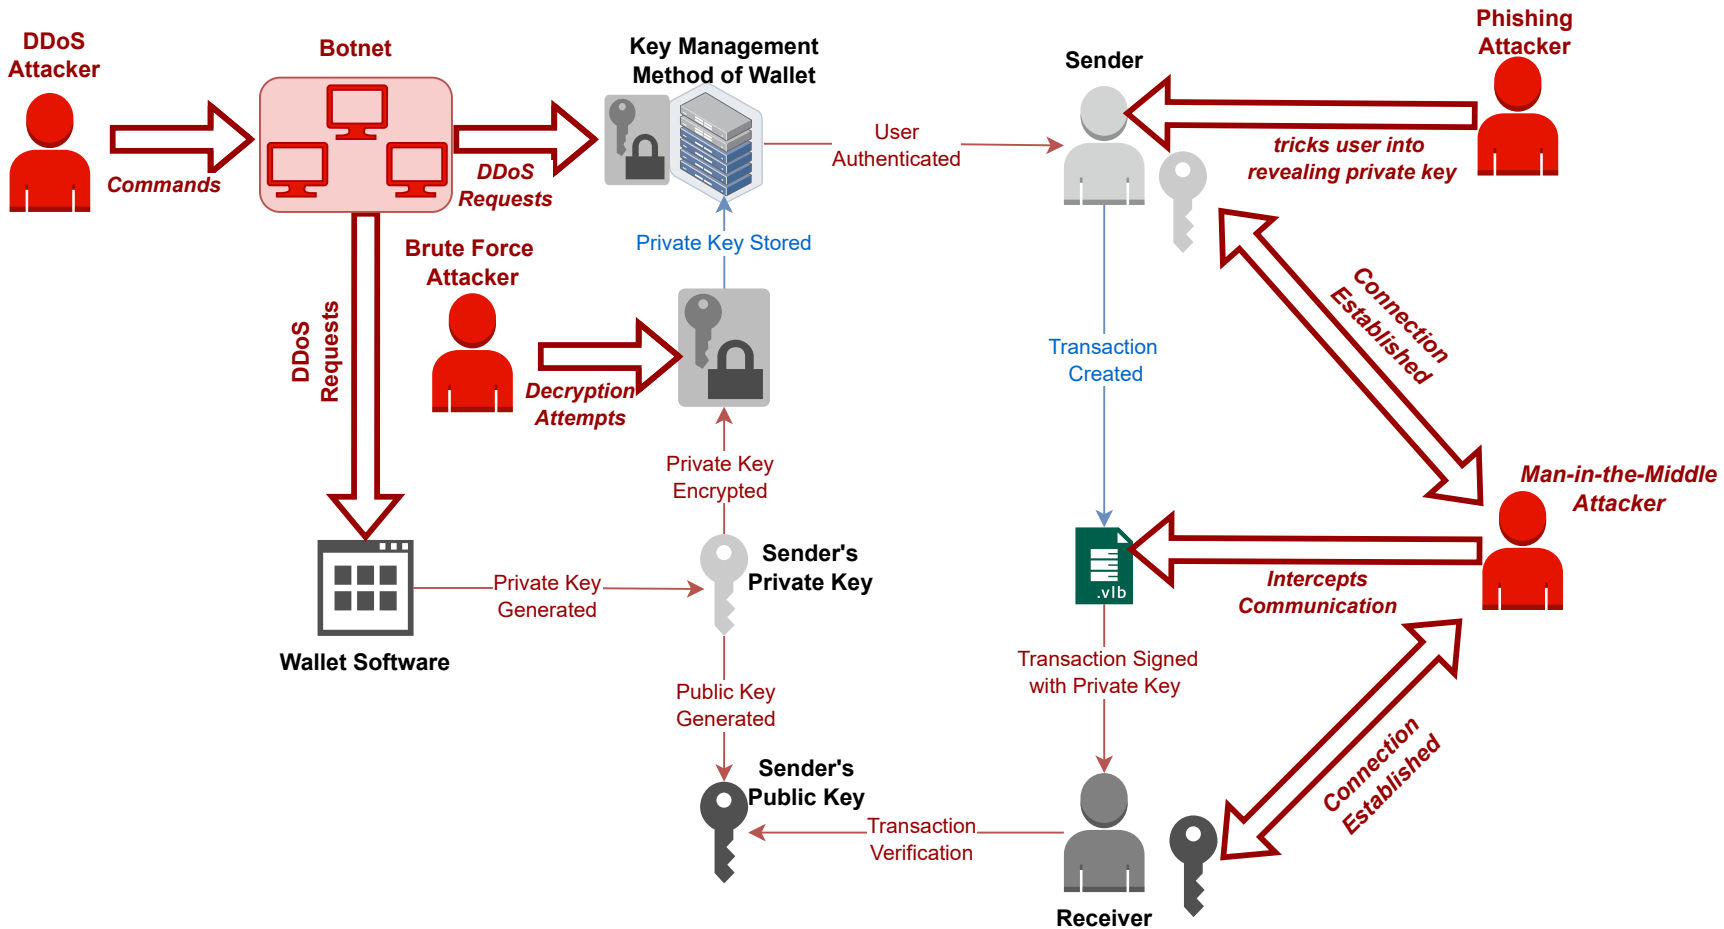 DDoS
Attacker
Commands
Botnet
DDoS
Requests
Key Management
Method of Wallet
User
Authenticated
Sender
Phishing
Attacker
tricks user into
revealing private key
Private Key Stored
Brute Force
Attacker
Decryption
Attempts
DDoS
Requests
Connection
Established
Transaction
Created
Private Key
Encrypted
Man-in-the-Middle
Attacker
Intercepts
Communication
.vlb
Wallet Software
Private Key
Generated
Sender's
Private Key
Transaction Signed
with Private Key
Public Key
Generated
Connection
Established
Sender's
Public Key
Transaction
Verification
Receiver